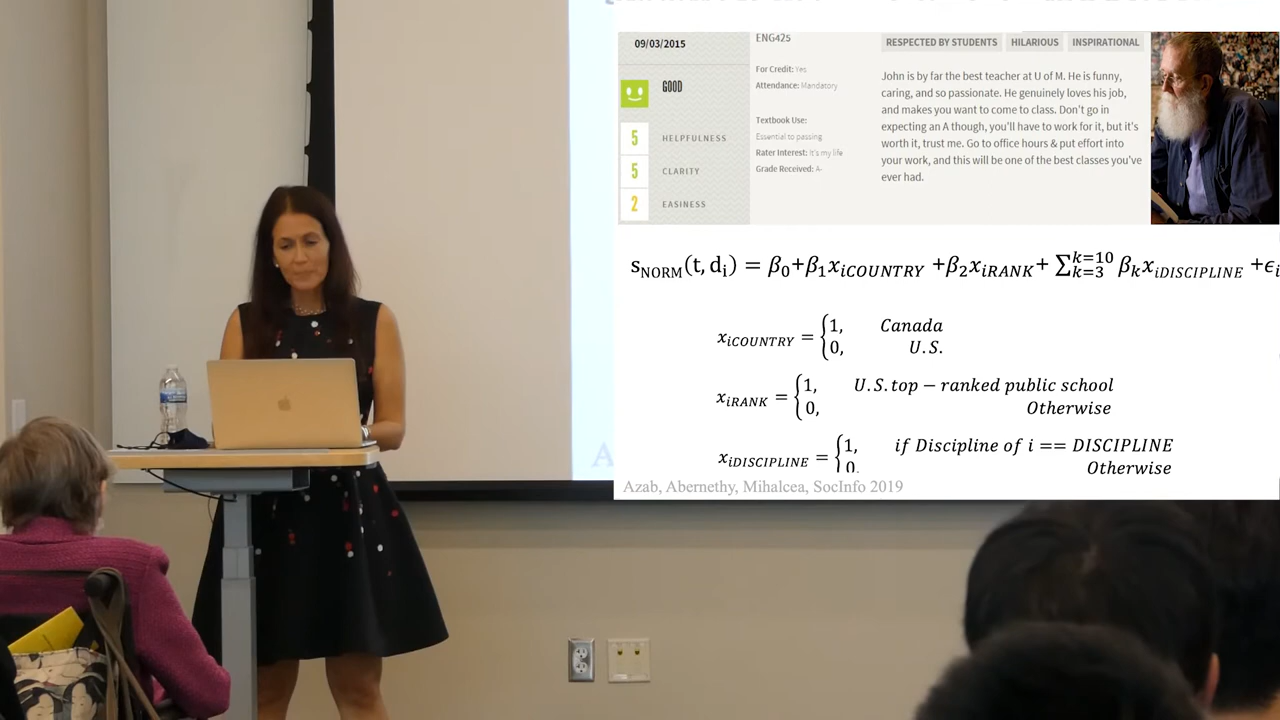 09/03/2015
GOOD
5 HELPFULNESS
5 CLARITY
2 EASINESS
ENG425
For Credit: Yes
Attendance: Mandatory
Textbook Use:
Essential to passing
Rater Interest: It's my life
Grade Received: A-
RESPECTED BY STUDENTS HILARIOUS INSPIRATIONAL
John is by far the best teacher at U of M. He is funny,
caring, and so passionate. He genuinely loves his job,
and makes you want to come to class. Don't go in
expecting an A though, you'll have to work for it, but it's
worth it, trust me. Go to office hours & put effort into
your work, and this will be one of the best classes you've
ever had.
s_NORM(t, d_i) = β_0+β_1x_iCOUNTRY +β_2x_iRANK+ ∑_{k=3}^{k=10} β_kx_iDISCIPLINE +ϵ_i
x_iCOUNTRY = {1, Canada
0, U.S.
x_iRANK = {1, U.S.top − ranked public school
0, Otherwise
x_iDISCIPLINE = {1, if Discipline of i == DISCIPLINE
0. Otherwise
A
Azab, Abernethy, Mihalcea, SocInfo 2019